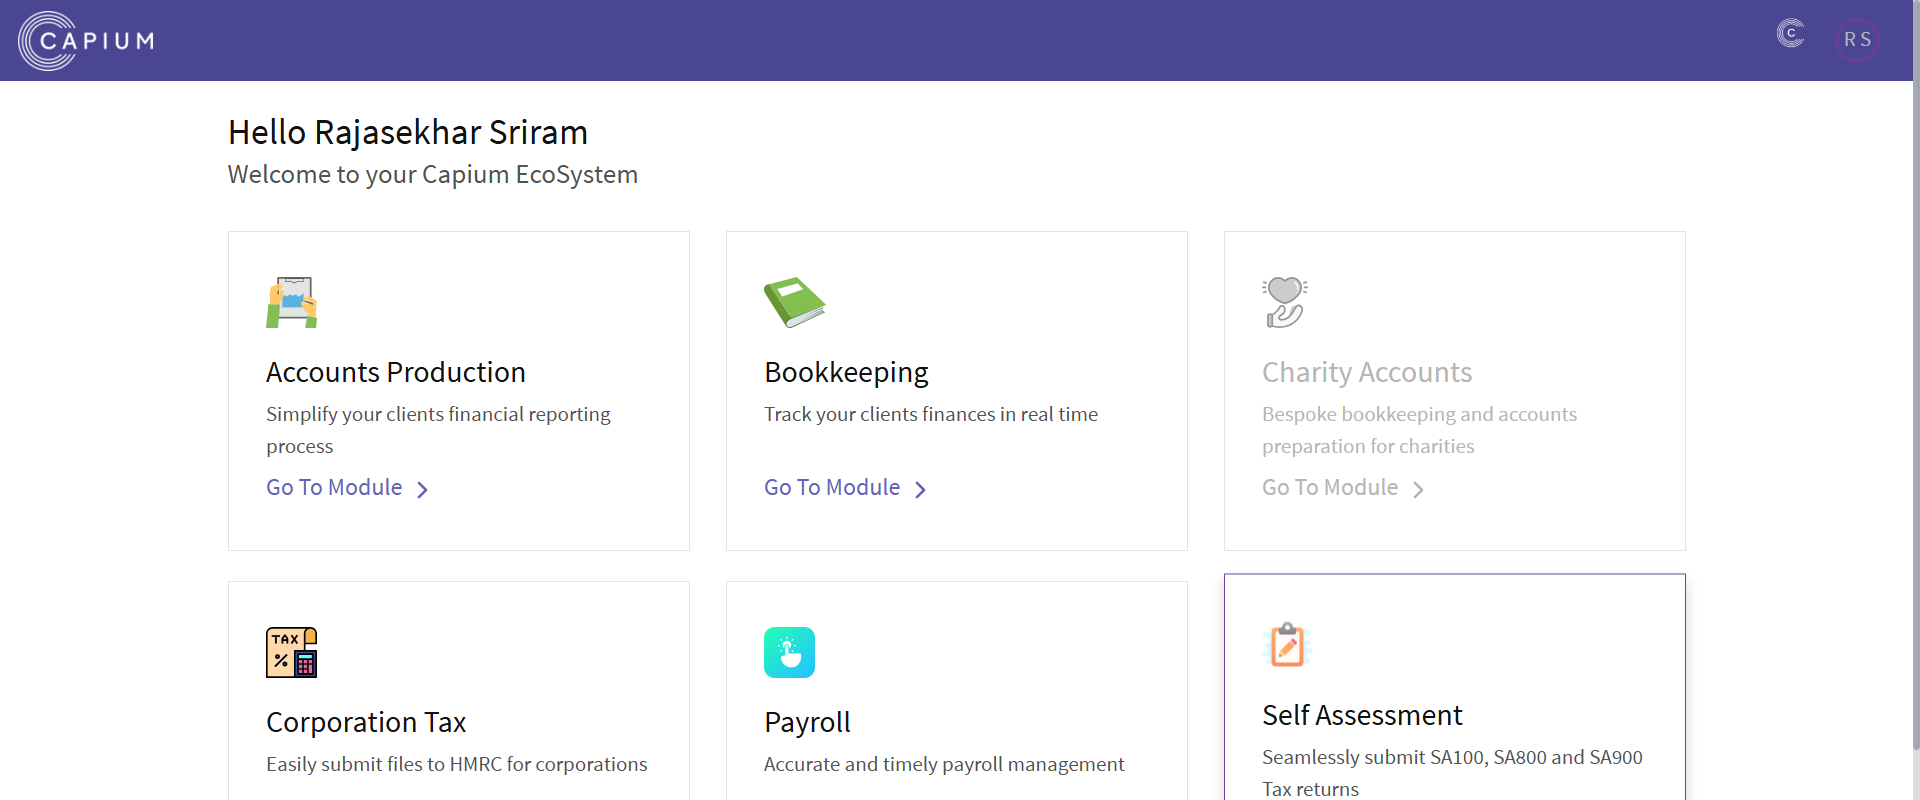 CAPIUM
C
R S
Hello Rajasekhar Sriram
Welcome to your Capium EcoSystem
Accounts Production
Simplify your clients financial reporting
process
Go To Module
Bookkeeping
Track your clients finances in real time
Go To Module
Charity Accounts
Bespoke bookkeeping and accounts
preparation for charities
Go To Module
TAX
%
Corporation Tax
Easily submit files to HMRC for corporations
Payroll
Accurate and timely payroll management
Self Assessment
Seamlessly submit SA100, SA800 and SA900
Tax returns